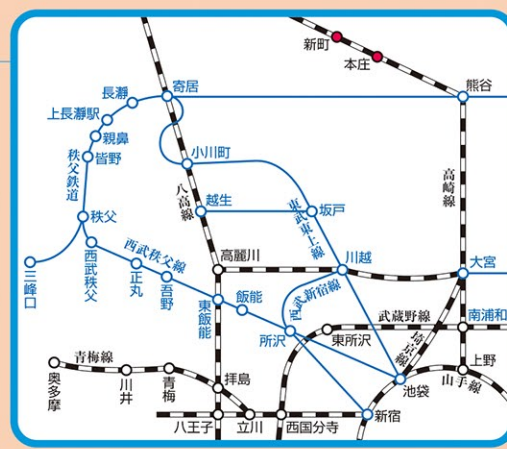 新町
本庄
熊谷
長瀞
寄居
上長瀞駅
親鼻
皆野
秩父鉄道
小川町
高崎線
八高線
越生
東武東上線
坂戸
秩父
西武秩父線
高麗川
川越
大宮
三峰口
西武秩父
正丸
吾野
東飯能
飯能
西武新宿線
武蔵野線
南浦和
所沢
東所沢
埼京線
青梅線
上野
奥多摩
川井
青梅
拝島
池袋
山手線
八王子
立川
西国分寺
新宿